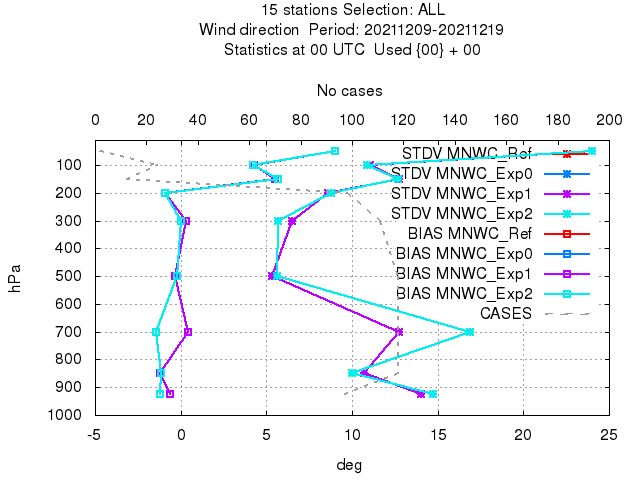 15 stations Selection: ALL
Wind direction  Period: 20211209-20211219
Statistics at 00 UTC  Used {00} + 00
No cases
0 20 40 60 80 100 120 140 160 180 200
100
200
300
400
500
600
700
800
900
1000
hPa
STDV MNWC_Ref
STDV MNWC_Exp0
STDV MNWC_Exp1
STDV MNWC_Exp2
BIAS MNWC_Ref
BIAS MNWC_Exp0
BIAS MNWC_Exp1
BIAS MNWC_Exp2
CASES
-5 0 5 10 15 20 25
deg